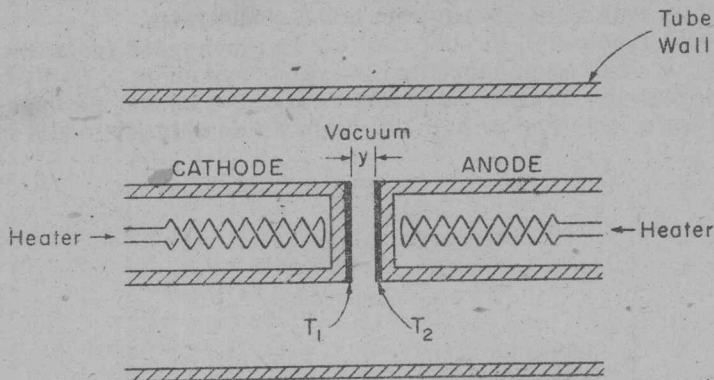 Tube
Wall
Vacuum
y
CATHODE
ANODE
Heater
Heater
T₁
T₂